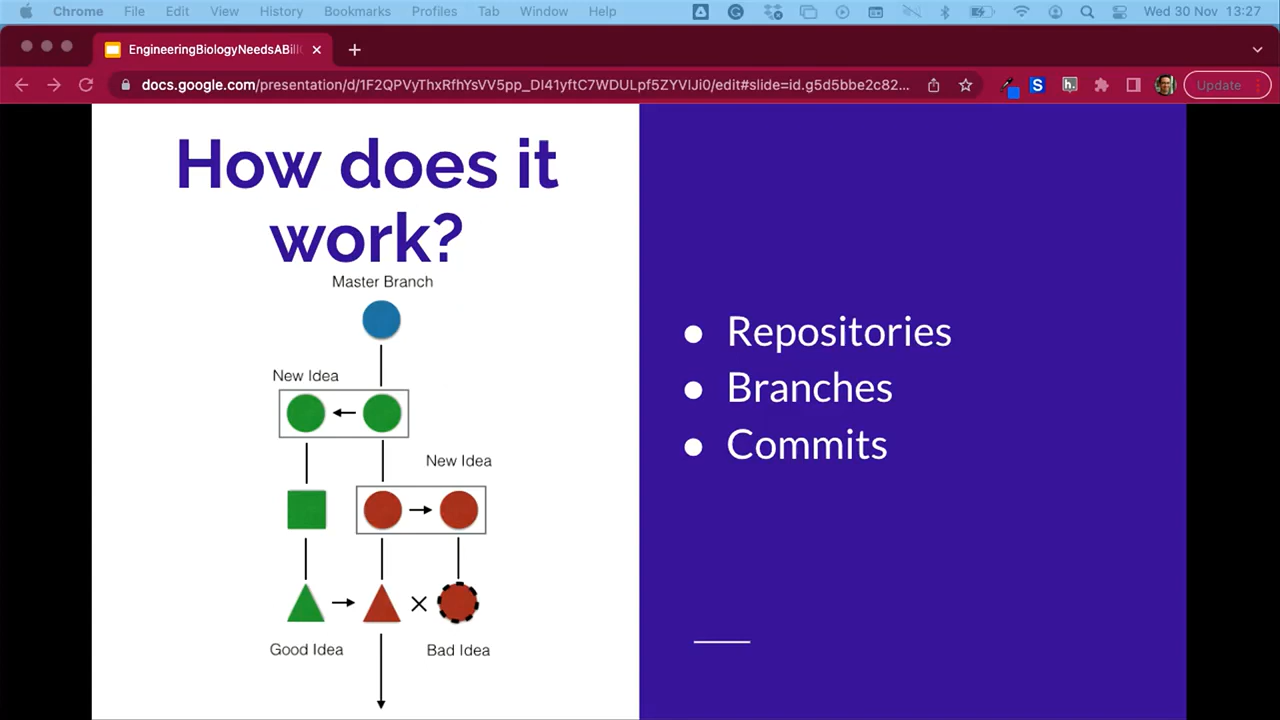 Chrome File Edit View History Bookmarks Profiles Tab Window Help Wed 30 Nov 13:27
EngineeringBiologyNeedsABill
docs.google.com/presentation/d/1F2QPVyThxRfhYsVV5pp_DI41yftC7WDULpf5ZYVIJi0/edit#slide=id.g5d5bbe2c82... S h Update
How does it
work?
Master Branch
New Idea
New Idea
Good Idea
Bad Idea
● Repositories
● Branches
● Commits